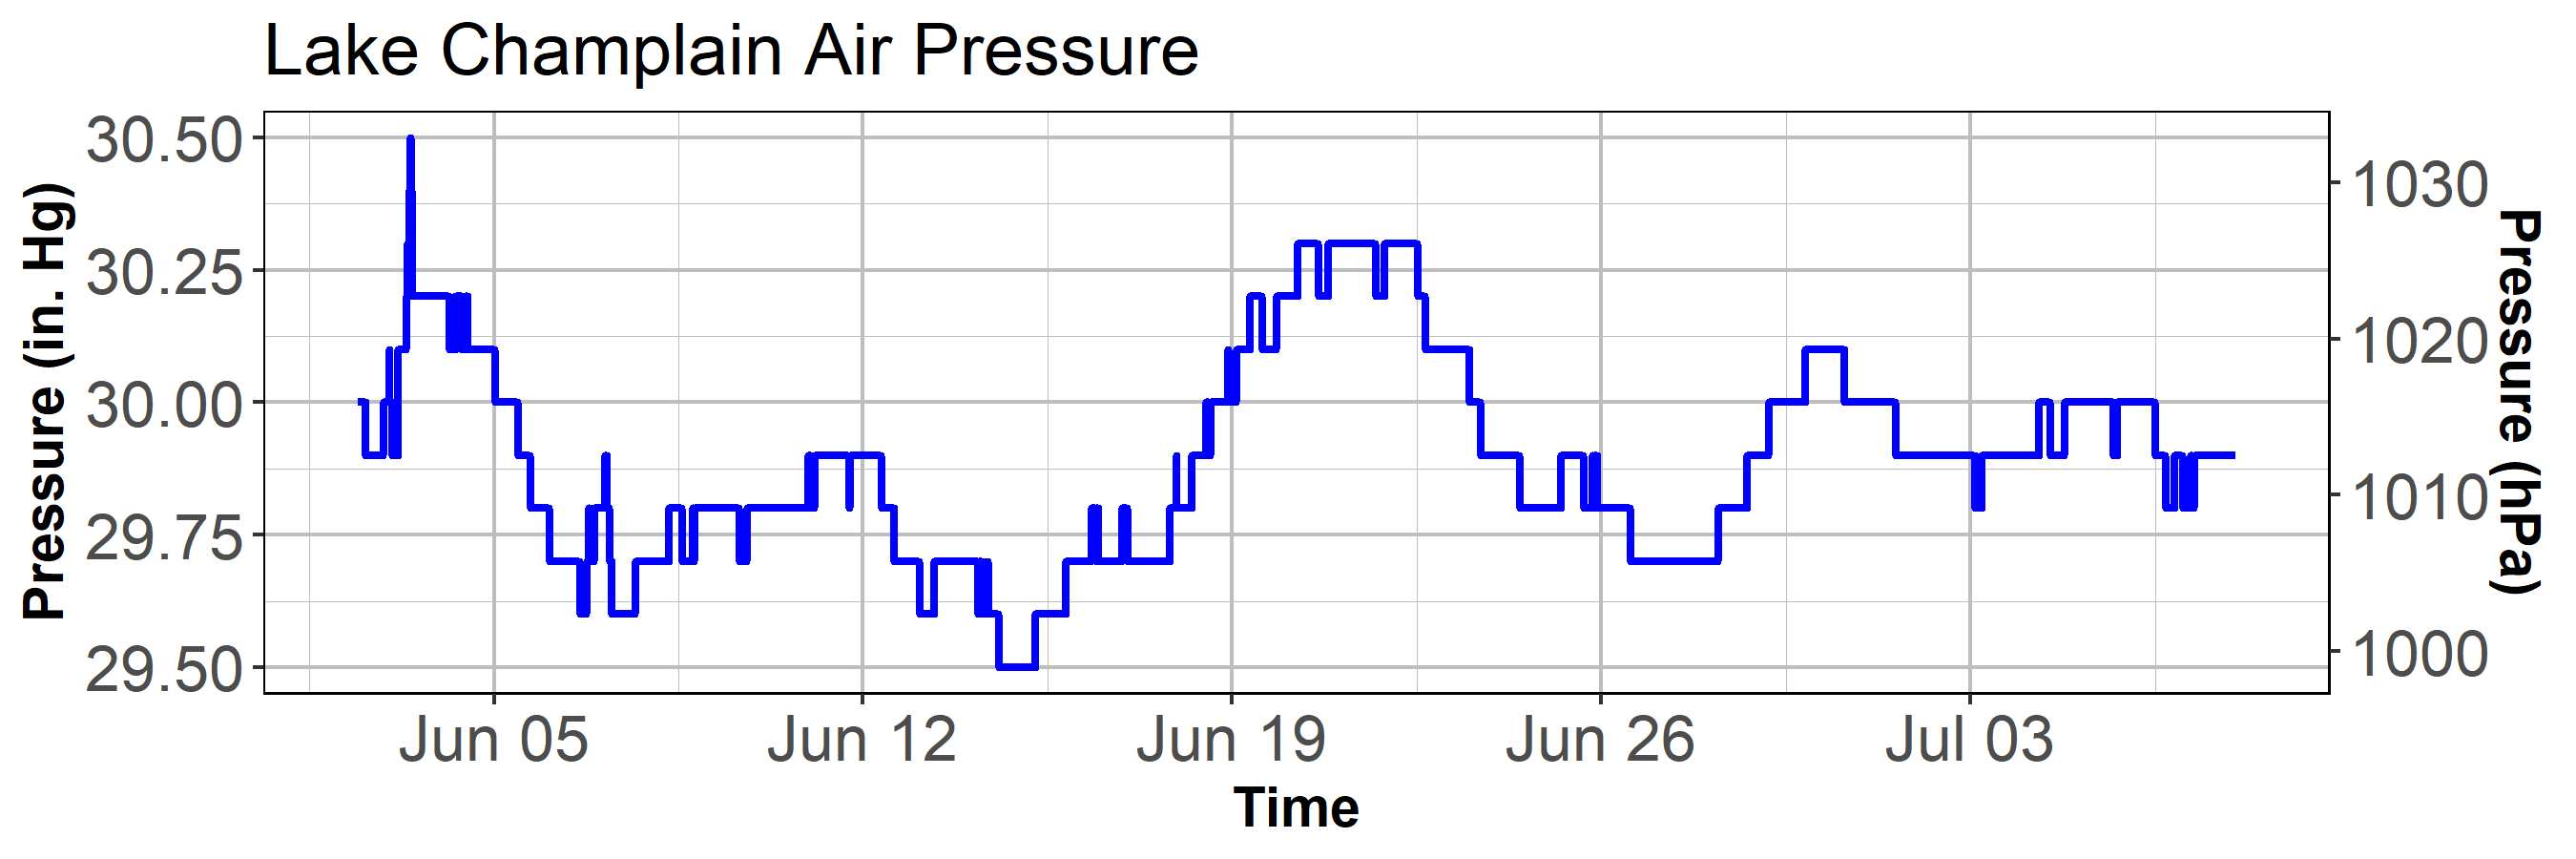 Lake Champlain Air Pressure
Pressure (in. Hg)
30.50
30.25
30.00
29.75
29.50
1030
1020
1010
1000
Pressure (hPa)
Jun 05 Jun 12 Jun 19 Jun 26 Jul 03
Time